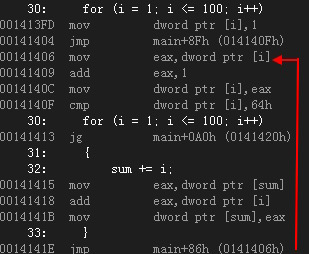 30: for (i = 1; i <= 100; i++)
001413FD mov dword ptr [i],1
00141404 jmp main+8Fh (014140Fh)
00141406 mov eax,dword ptr [i]
00141409 add eax,1
0014140C mov dword ptr [i],eax
0014140F cmp dword ptr [i],64h
30: for (i = 1; i <= 100; i++)
00141413 jg main+0A0h (0141420h)
31: {
32: sum += i;
00141415 mov eax,dword ptr [sum]
00141418 add eax,dword ptr [i]
0014141B mov dword ptr [sum],eax
33: }
0014141E jmp main+86h (0141406h)